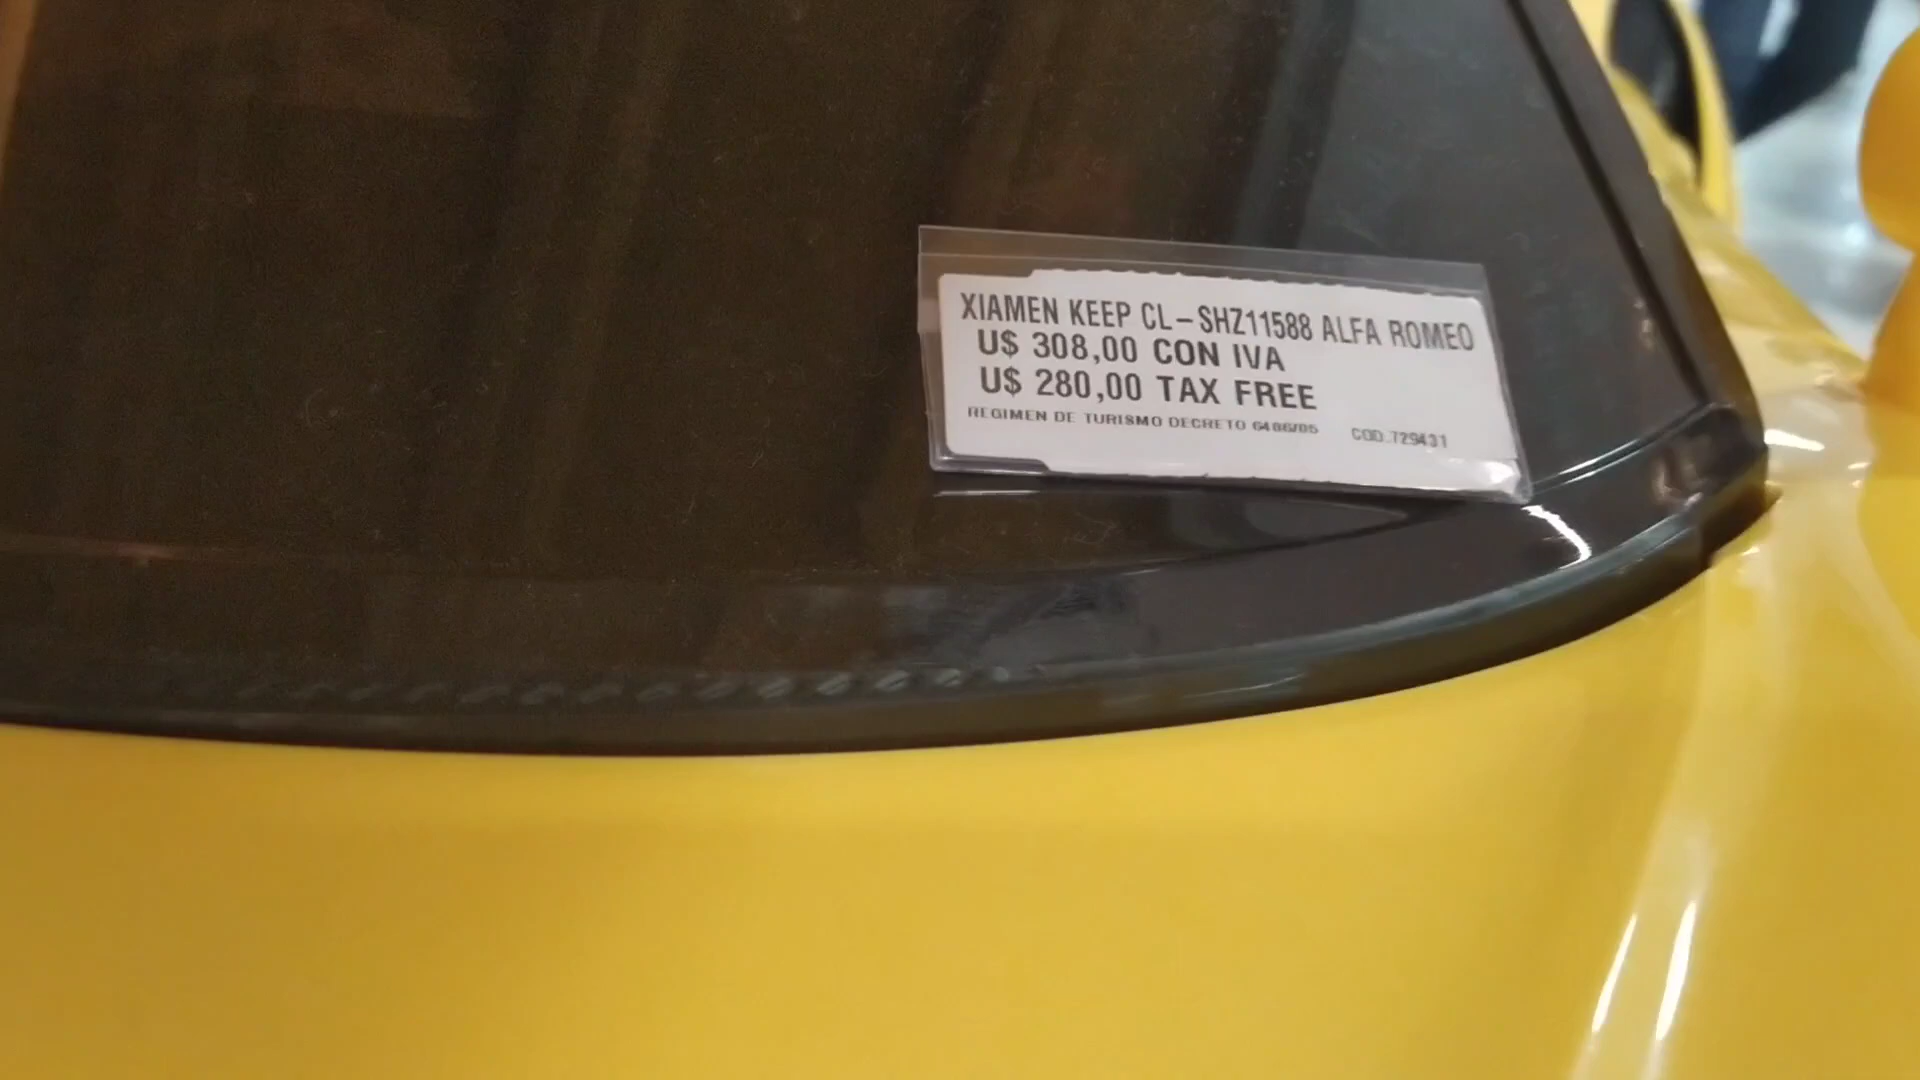 XIAMEN KEEP CL-SHZ11588 ALFA ROMEO
U$ 308,00 CON IVA
U$ 280,00 TAX FREE
REGIMEN DE TURISMO DECRETO 6486/05 COD.729431